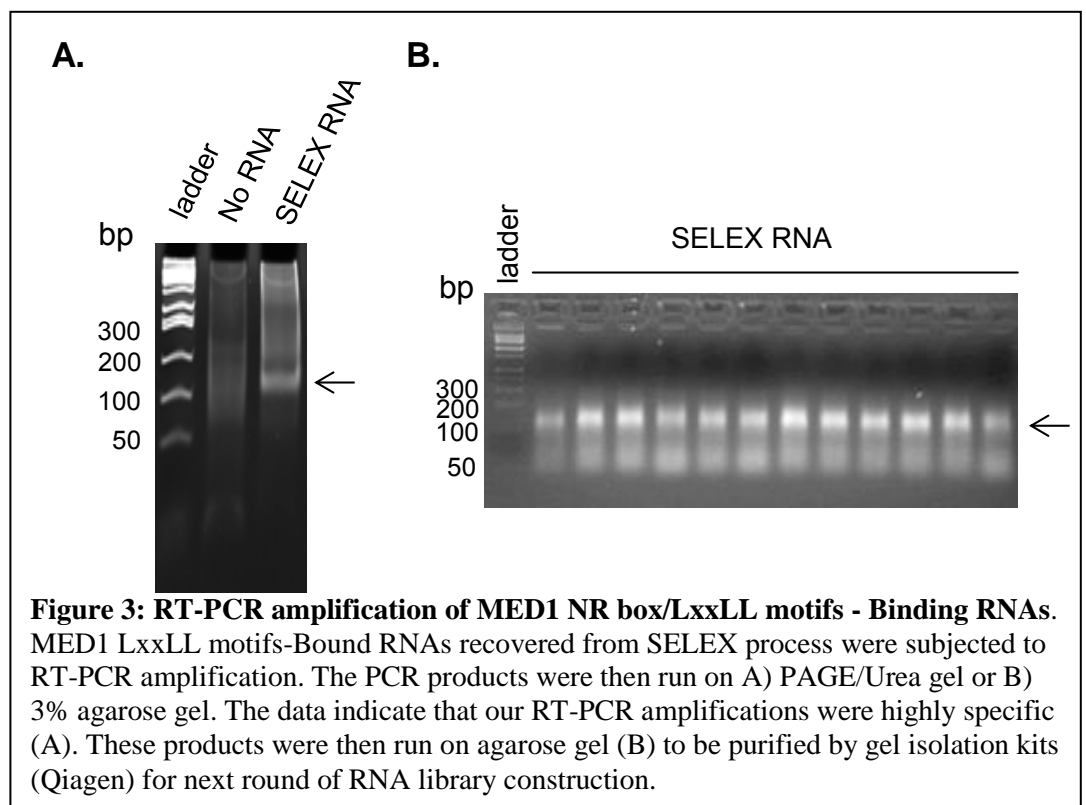 A.
B.
ladder
No RNA
SELEX RNA
bp
300
200
100
50
ladder
SELEX RNA
bp
300
200
100
50
Figure 3: RT-PCR amplification of MED1 NR box/LxxLL motifs - Binding RNAs.
MED1 LxxLL motifs-Bound RNAs recovered from SELEX process were subjected to
RT-PCR amplification. The PCR products were then run on A) PAGE/Urea gel or B)
3% agarose gel. The data indicate that our RT-PCR amplifications were highly specific
(A). These products were then run on agarose gel (B) to be purified by gel isolation kits
(Qiagen) for next round of RNA library construction.